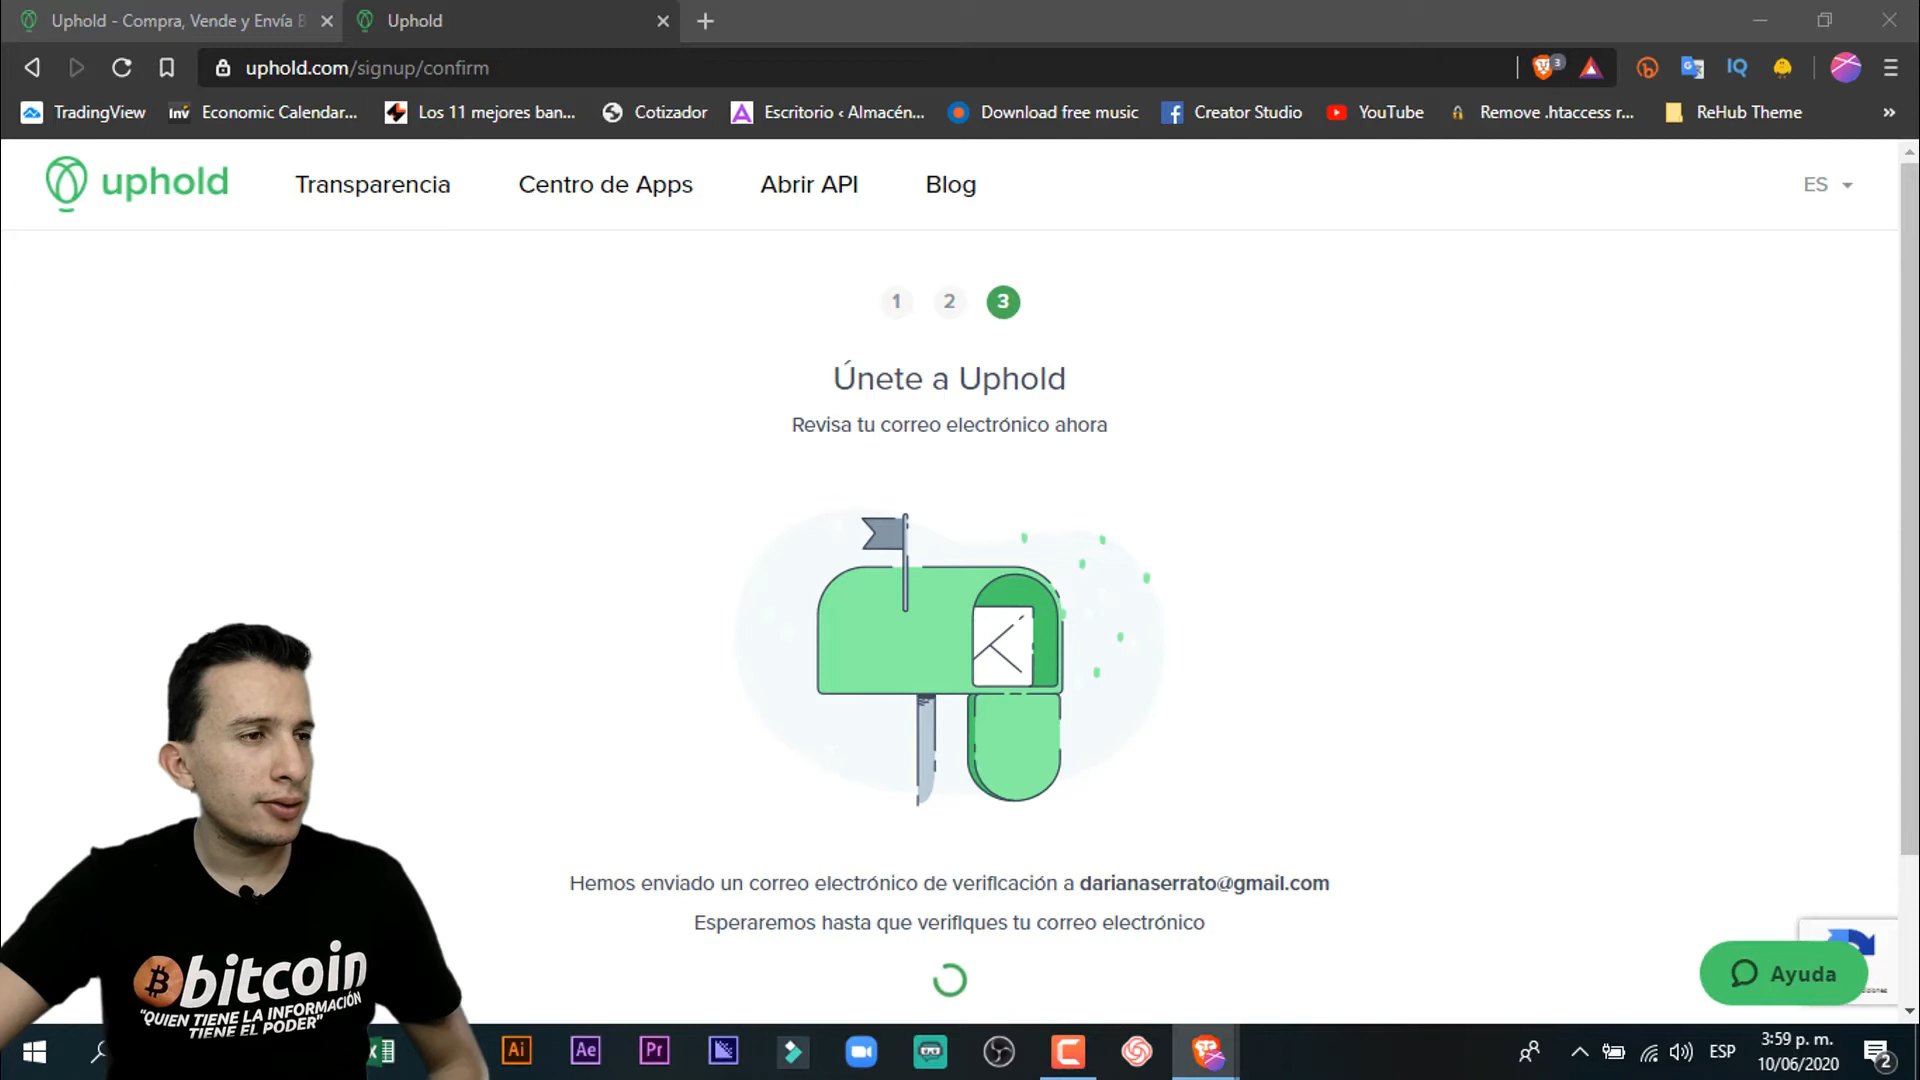 Uphold - Compra, Vende y Envía B
Uphold
uphold.com/signup/confirm
3
TradingView
inv Economic Calendar...
Los 11 mejores ban...
Cotizador
Escritorio ‹ Almacén...
Download free music
Creator Studio
YouTube
Remove .htaccess r...
ReHub Theme
uphold
Transparencia
Centro de Apps
Abrir API
Blog
ES
1 2 3
Únete a Uphold
Revisa tu correo electrónico ahora
Hemos enviado un correo electrónico de verificación a darianaserrato@gmail.com
Esperaremos hasta que verifiques tu correo electrónico
Ayuda
bitcoin
"QUIEN TIENE LA INFORMACIÓN
TIENE EL PODER"
Ai
Ae
Pr
ESP
3:59 p. m.
10/06/2020
2